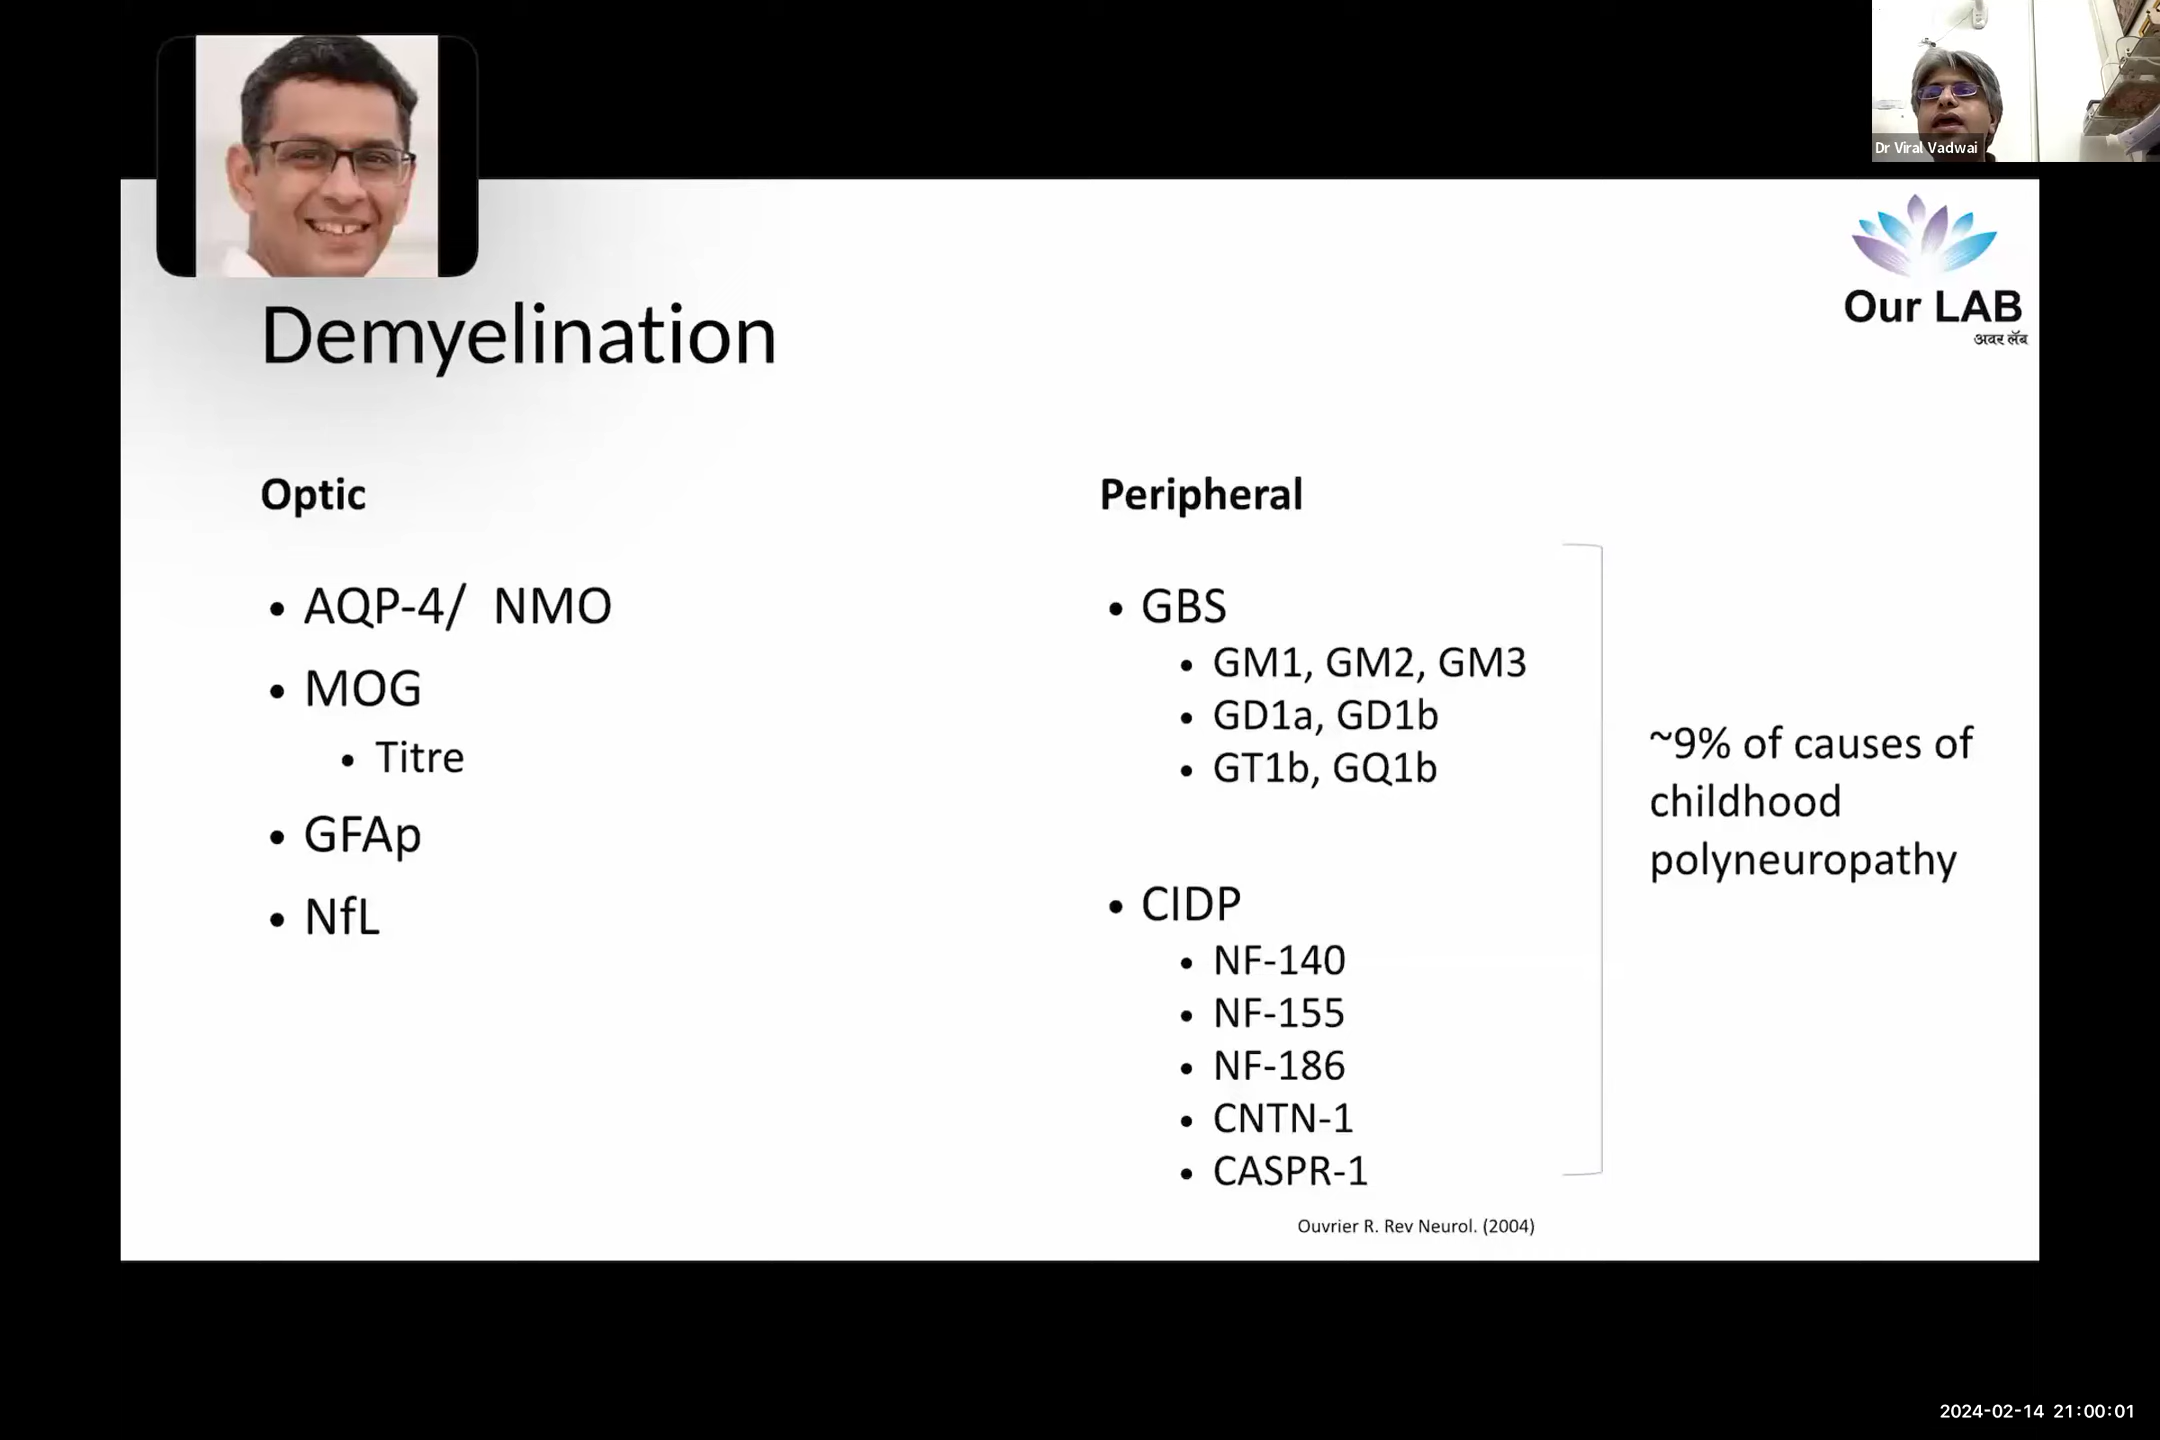 Dr Viral Vadwai
Our LAB
अवर लॅब
Demyelination
Optic
• AQP-4/ NMO
• MOG
• Titre
• GFAp
• NfL
Peripheral
• GBS
• GM1, GM2, GM3
• GD1a, GD1b
• GT1b, GQ1b
• CIDP
• NF-140
• NF-155
• NF-186
• CNTN-1
• CASPR-1
~9% of causes of
childhood
polyneuropathy
Ouvrier R. Rev Neurol. (2004)
2024-02-14 21:00:01